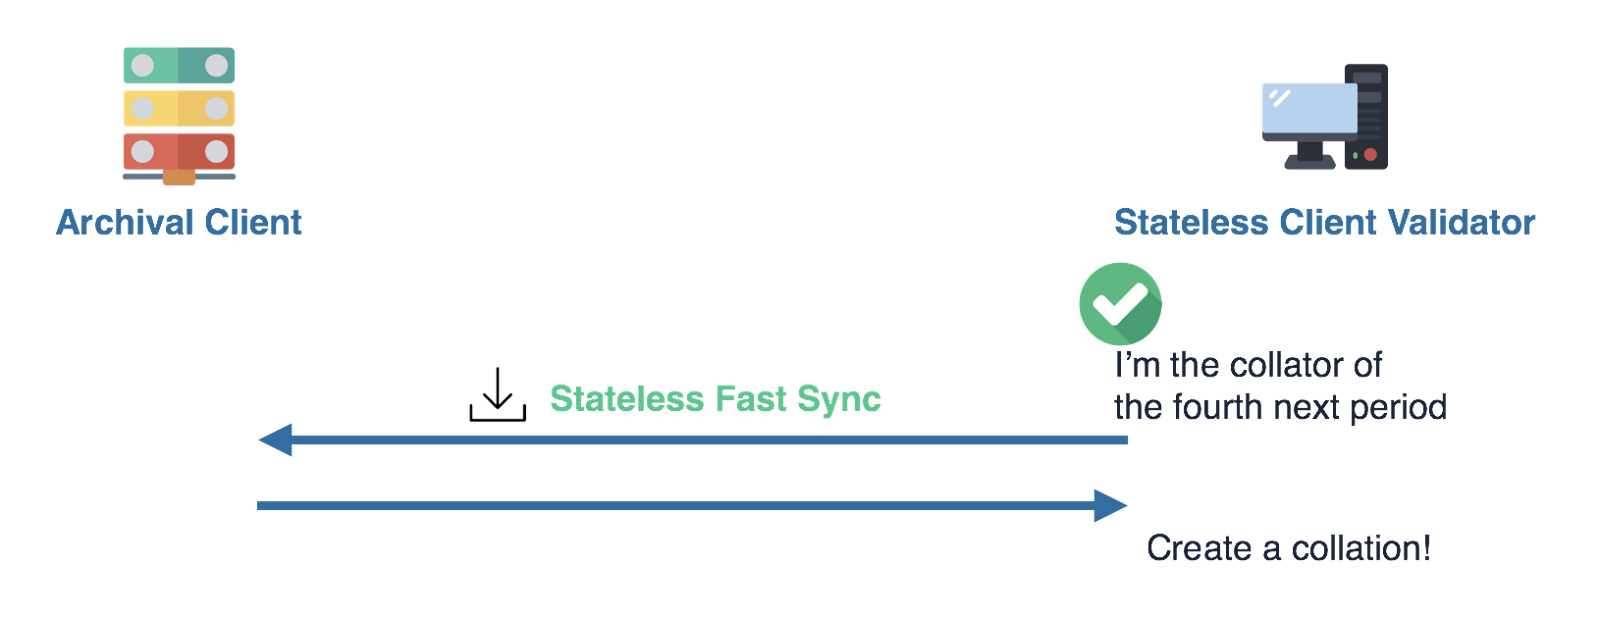 Archival Client
Stateless Client Validator
I’m the collator of
the fourth next period
Stateless Fast Sync
Create a collation!